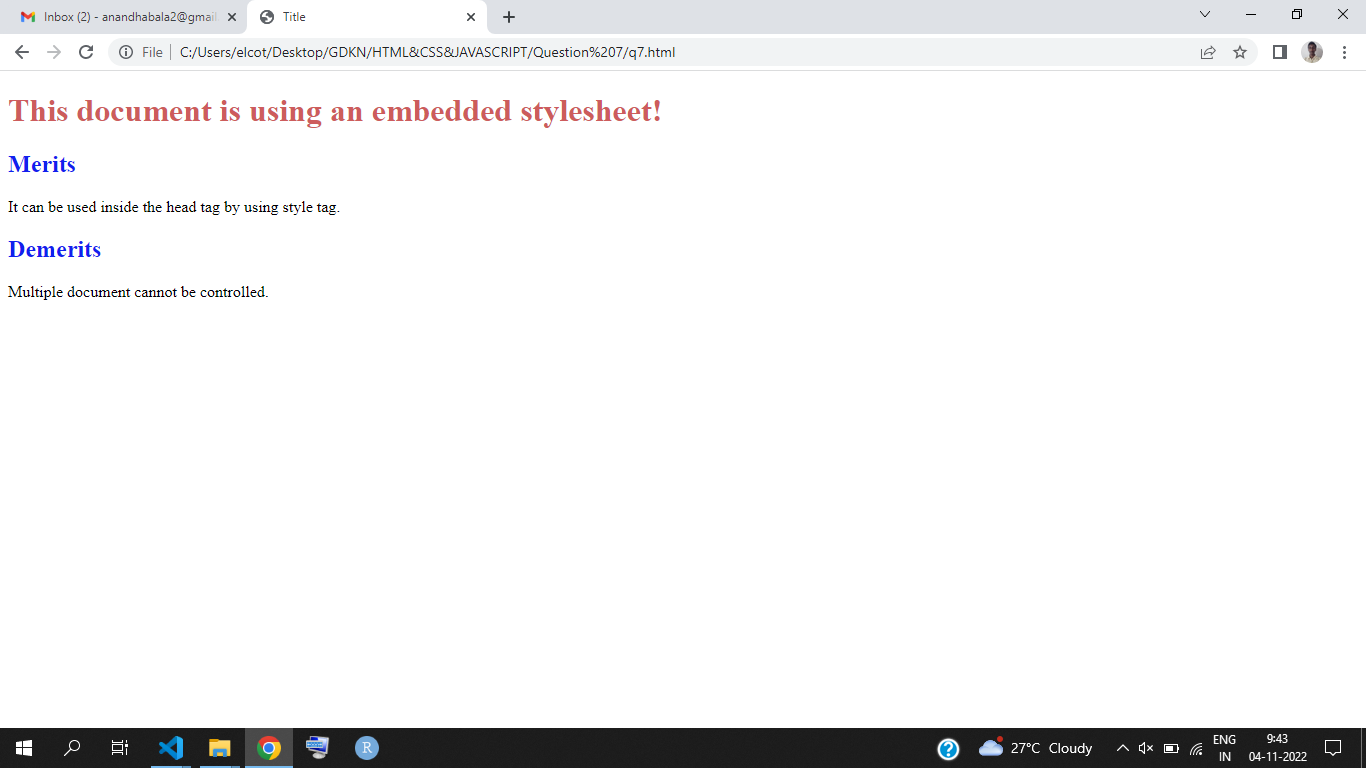 Inbox (2) - anandhabala2@gmail
Title
File
C:/Users/elcot/Desktop/GDKN/HTML&CSS&JAVASCRIPT/Question%207/q7.html
This document is using an embedded stylesheet!
Merits
It can be used inside the head tag by using style tag.
Demerits
Multiple document cannot be controlled.
R
27°C Cloudy
ENG
IN
9:43
04-11-2022